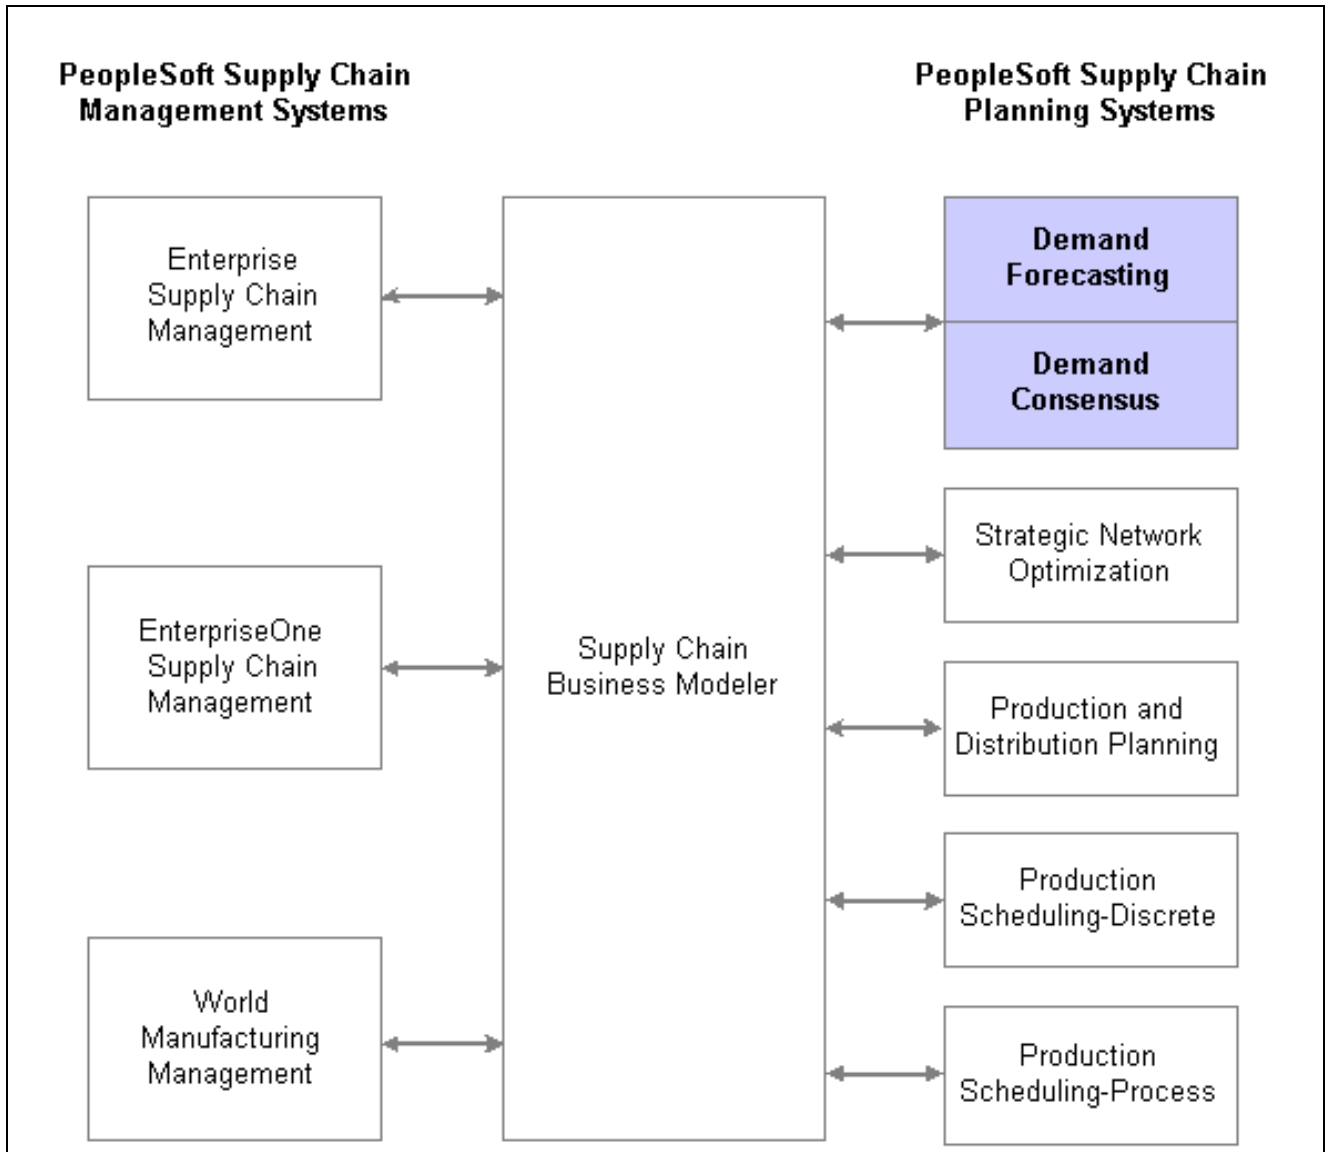 PeopleSoft Supply Chain
Management Systems
PeopleSoft Supply Chain
Planning Systems
Enterprise
Supply Chain
Management
EnterpriseOne
Supply Chain
Management
World
Manufacturing
Management
Supply Chain
Business Modeler
Demand
Forecasting
Demand
Consensus
Strategic Network
Optimization
Production and
Distribution Planning
Production
Scheduling-Discrete
Production
Scheduling-Process